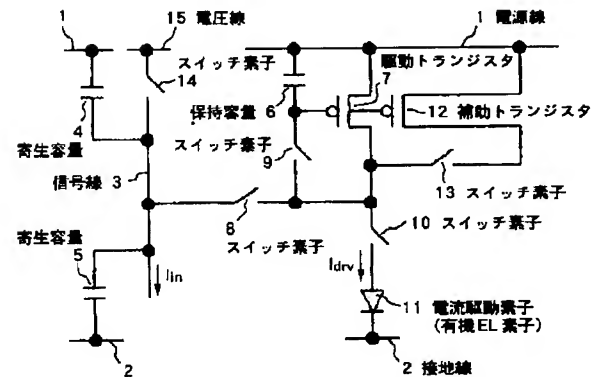 1
15 電圧線
1 電源線
スイッチ素子
14
駆動トランジスタ
7
4
保持容量
6
12 補助トランジスタ
寄生容量
スイッチ素子
9
信号線 3
13 スイッチ素子
8
スイッチ素子
10 スイッチ素子
寄生容量
5
Iin
Idrv
11 電流駆動素子
(有機EL素子)
2
2 接地線